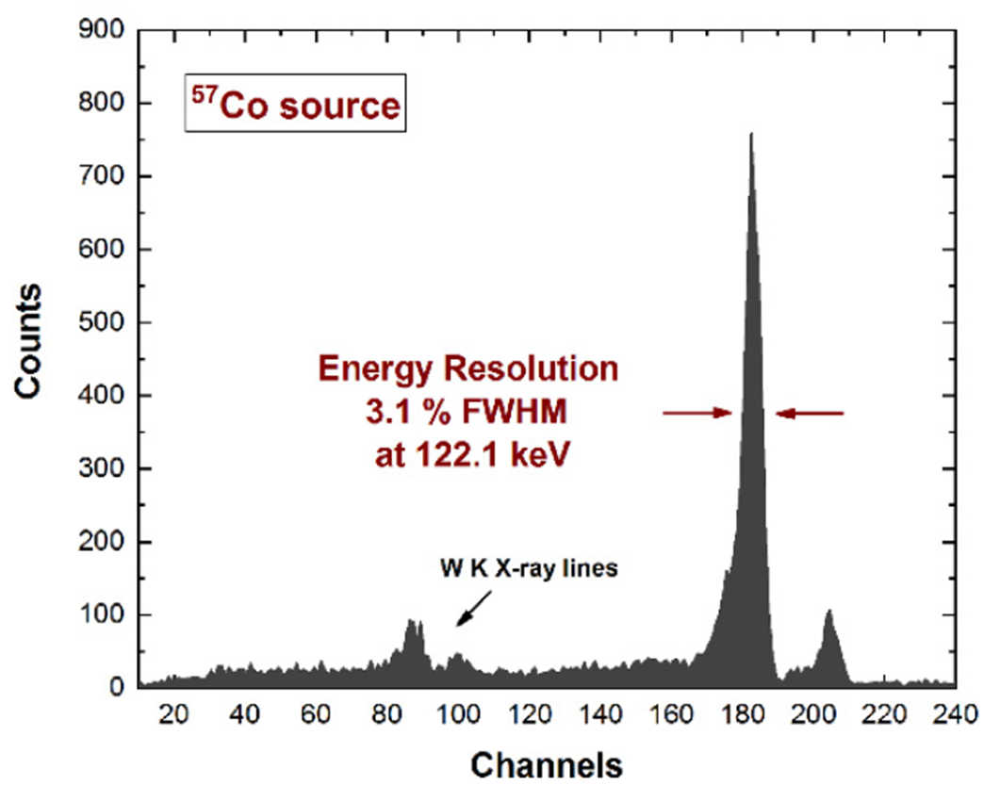 900
800
700
600
500
400
300
200
100
0
Counts
⁵⁷Co source
Energy Resolution
3.1 % FWHM
at 122.1 keV
W K X-ray lines
20 40 60 80 100 120 140 160 180 200 220 240
Channels